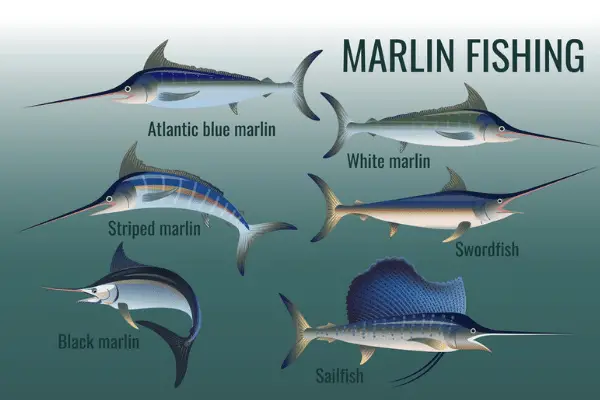 MARLIN FISHING
Atlantic blue marlin
White marlin
Striped marlin
Swordfish
Black marlin
Sailfish